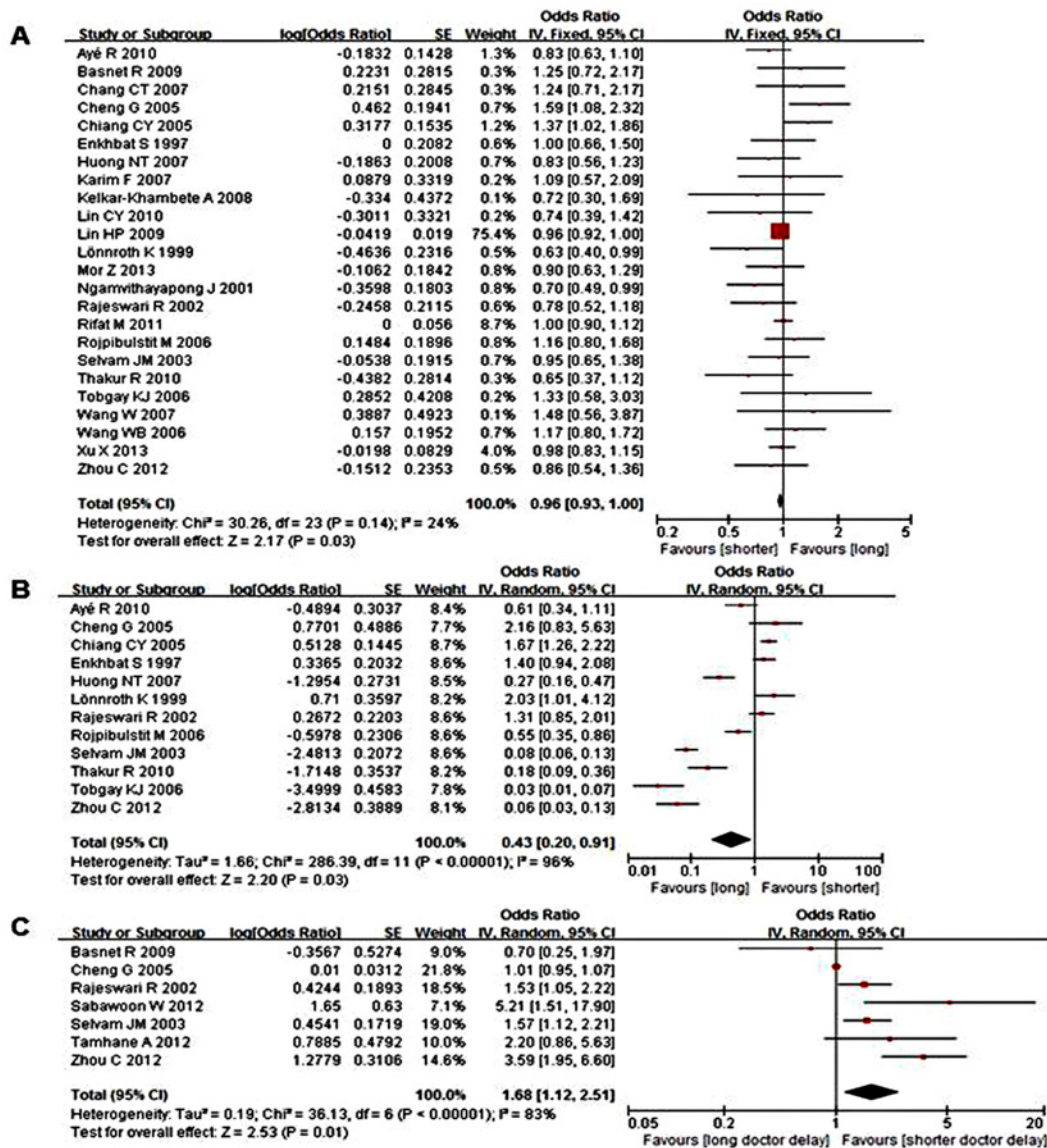 A
Odds Ratio Odds Ratio
Study or Subgroup log[Odds Ratio] SE Weight IV, Fixed, 95% CI IV, Fixed, 95% CI
Ayé R 2010 -0.1832 0.1428 1.3% 0.83 [0.63, 1.10]
Basnet R 2009 0.2231 0.2815 0.3% 1.25 [0.72, 2.17]
Chang CT 2007 0.2151 0.2845 0.3% 1.24 [0.71, 2.17]
Cheng G 2005 0.462 0.1941 0.7% 1.59 [1.08, 2.32]
Chiang CY 2005 0.3177 0.1535 1.2% 1.37 [1.02, 1.86]
Enkhbat S 1997 0 0.2082 0.6% 1.00 [0.66, 1.50]
Huong NT 2007 -0.1863 0.2008 0.7% 0.83 [0.56, 1.23]
Karim F 2007 0.0879 0.3319 0.2% 1.09 [0.57, 2.09]
Kelkar-Khambete A 2008 -0.334 0.4372 0.1% 0.72 [0.30, 1.69]
Lin CY 2010 -0.3011 0.3321 0.2% 0.74 [0.39, 1.42]
Lin HP 2009 -0.0419 0.019 75.4% 0.96 [0.92, 1.00]
Lönnroth K 1999 -0.4636 0.2316 0.5% 0.63 [0.40, 0.99]
Mor Z 2013 -0.1062 0.1842 0.8% 0.90 [0.63, 1.29]
Ngamvithayapong J 2001 -0.3598 0.1803 0.8% 0.70 [0.49, 0.99]
Rajeswari R 2002 -0.2458 0.2115 0.6% 0.78 [0.52, 1.18]
Rifat M 2011 0 0.056 8.7% 1.00 [0.90, 1.12]
Rojpibulstit M 2006 0.1484 0.1896 0.8% 1.16 [0.80, 1.68]
Selvam JM 2003 -0.0538 0.1915 0.7% 0.95 [0.65, 1.38]
Thakur R 2010 -0.4382 0.2814 0.3% 0.65 [0.37, 1.12]
Tobgay KJ 2006 0.2852 0.4208 0.2% 1.33 [0.58, 3.03]
Wang W 2007 0.3887 0.4923 0.1% 1.48 [0.56, 3.87]
Wang WB 2006 0.157 0.1952 0.7% 1.17 [0.80, 1.72]
Xu X 2013 -0.0198 0.0829 4.0% 0.98 [0.83, 1.15]
Zhou C 2012 -0.1512 0.2353 0.5% 0.86 [0.54, 1.36]
Total (95% CI) 100.0% 0.96 [0.93, 1.00]
Heterogeneity: Chi² = 30.26, df = 23 (P = 0.14); I² = 24%
Test for overall effect: Z = 2.17 (P = 0.03)
0.2 0.5 1 2 5
Favours [shorter] Favours [long]
B
Odds Ratio Odds Ratio
Study or Subgroup log[Odds Ratio] SE Weight IV, Random, 95% CI IV, Random, 95% CI
Ayé R 2010 -0.4894 0.3037 8.4% 0.61 [0.34, 1.11]
Cheng G 2005 0.7701 0.4886 7.7% 2.16 [0.83, 5.63]
Chiang CY 2005 0.5128 0.1445 8.7% 1.67 [1.26, 2.22]
Enkhbat S 1997 0.3365 0.2032 8.6% 1.40 [0.94, 2.08]
Huong NT 2007 -1.2954 0.2731 8.5% 0.27 [0.16, 0.47]
Lönnroth K 1999 0.71 0.3597 8.2% 2.03 [1.01, 4.12]
Rajeswari R 2002 0.2672 0.2203 8.6% 1.31 [0.85, 2.01]
Rojpibulstit M 2006 -0.5978 0.2306 8.6% 0.55 [0.35, 0.86]
Selvam JM 2003 -2.4813 0.2072 8.6% 0.08 [0.06, 0.13]
Thakur R 2010 -1.7148 0.3537 8.2% 0.18 [0.09, 0.36]
Tobgay KJ 2006 -3.4999 0.4583 7.8% 0.03 [0.01, 0.07]
Zhou C 2012 -2.8134 0.3889 8.1% 0.06 [0.03, 0.13]
Total (95% CI) 100.0% 0.43 [0.20, 0.91]
Heterogeneity: Tau² = 1.66; Chi² = 286.39, df = 11 (P < 0.00001); I² = 96%
Test for overall effect: Z = 2.20 (P = 0.03)
0.01 0.1 1 10 100
Favours [long] Favours [shorter]
C
Odds Ratio Odds Ratio
Study or Subgroup log[Odds Ratio] SE Weight IV, Random, 95% CI IV, Random, 95% CI
Basnet R 2009 -0.3567 0.5274 9.0% 0.70 [0.25, 1.97]
Cheng G 2005 0.01 0.0312 21.8% 1.01 [0.95, 1.07]
Rajeswari R 2002 0.4244 0.1893 18.5% 1.53 [1.05, 2.22]
Sabawoon W 2012 1.65 0.63 7.1% 5.21 [1.51, 17.90]
Selvam JM 2003 0.4541 0.1719 19.0% 1.57 [1.12, 2.21]
Tamhane A 2012 0.7885 0.4792 10.0% 2.20 [0.86, 5.63]
Zhou C 2012 1.2779 0.3106 14.6% 3.59 [1.95, 6.60]
Total (95% CI) 100.0% 1.68 [1.12, 2.51]
Heterogeneity: Tau² = 0.19; Chi² = 36.13, df = 6 (P < 0.00001); I² = 83%
Test for overall effect: Z = 2.53 (P = 0.01)
0.05 0.2 1 5 20
Favours [long doctor delay] Favours [shorter doctor delay]